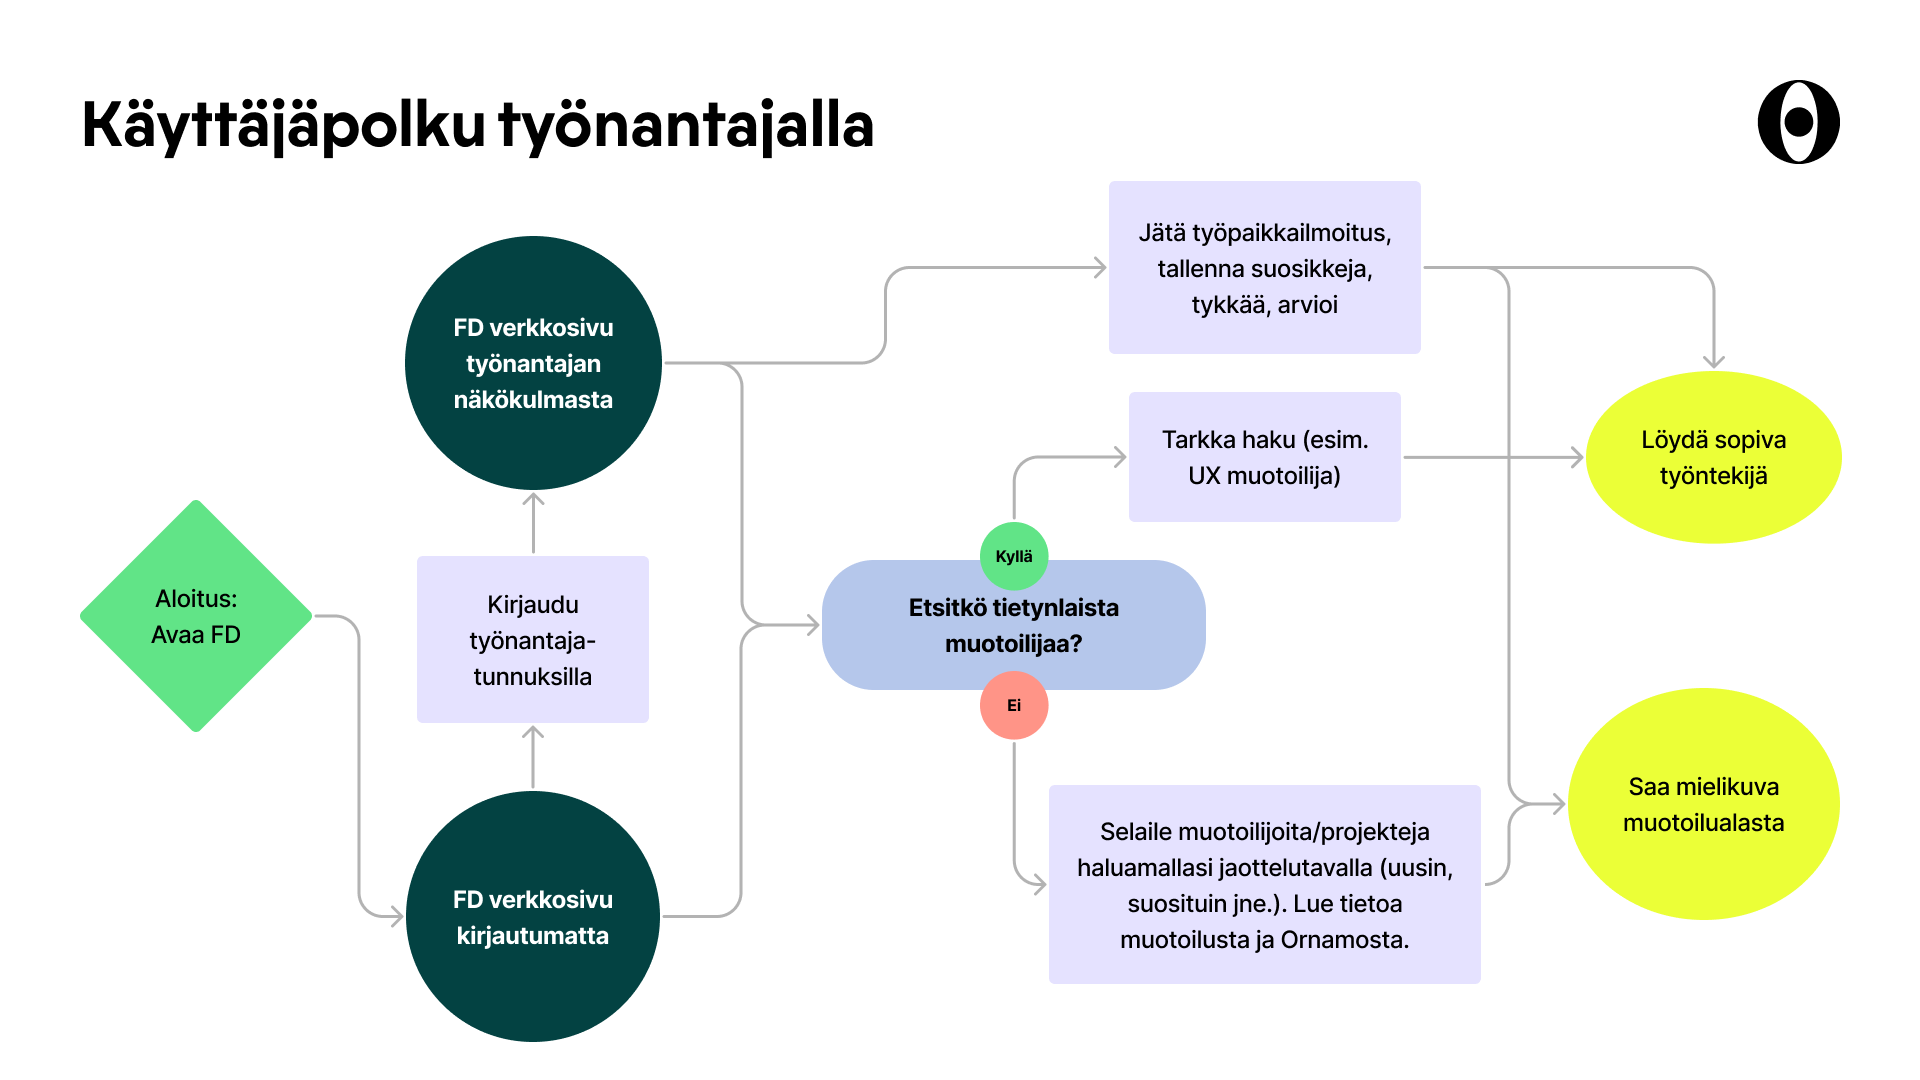 Käyttäjäpolku työnantajalla
Aloitus:
Avaa FD
FD verkkosivu
työnantajan
näkökulmasta
Kirjaudu
työnantaja-
tunnuksilla
FD verkkosivu
kirjautumatta
Jätä työpaikkailmoitus,
tallenna suosikkeja,
tykkää, arvioi
Tarkka haku (esim.
UX muotoilija)
Kyllä
Etsitkö tietynlaista
muotoilijaa?
Ei
Selaile muotoilijoita/projekteja
haluamallasi jaottelutavalla (uusin,
suosituin jne.). Lue tietoa
muotoilusta ja Ornamosta.
Löydä sopiva
työntekijä
Saa mielikuva
muotoilualasta